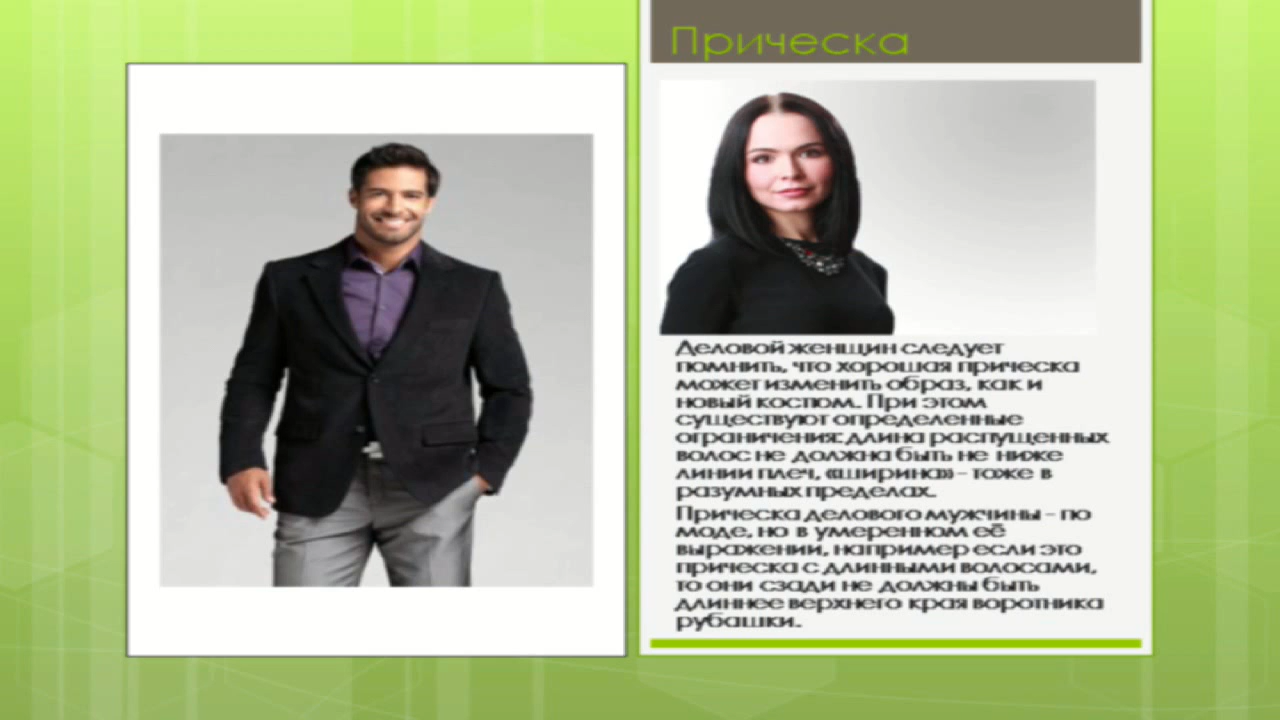 Прическа
Деловой женщин следует
помнить, что хорошая прическа
может изменить образ, как и
новый костюм. При этом
существуют определенные
ограничения: длина распущенных
волос не должна быть не ниже
линии плеч, «ширина» - тоже в
разумных пределах.
Прическа делового мужчины - по
моде, но в умеренном её
выражении, например если это
прическа с длинными волосами,
то они сзади не должны быть
длиннее верхнего края воротника
рубашки.